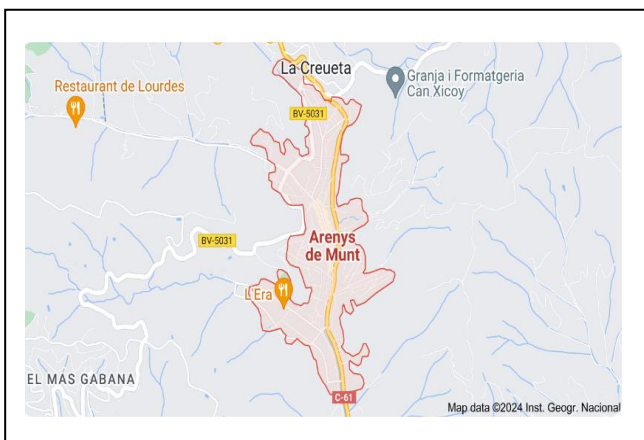 La Creueta
Restaurant de Lourdes
Granja i Formatgeria
Can Xicoy
BV-5031
BV-5031
Arenys
de Munt
L'Era
EL MAS GABANA
C-61
Map data ©2024 Inst. Geogr. Nacional